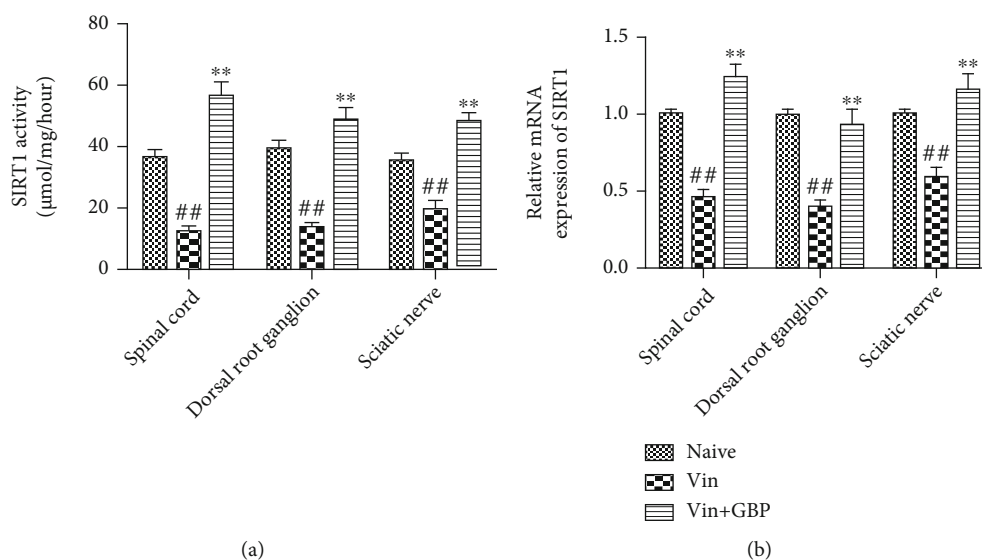 SIRT1 activity
(μmol/mg/hour)
80
60
40
20
0
**
**
**
##
##
##
Spinal cord
Dorsal root ganglion
Sciatic nerve
(a)
Relative mRNA
expression of SIRT1
1.5
1.0
0.5
0.0
**
**
**
##
##
##
Spinal cord
Dorsal root ganglion
Sciatic nerve
Naive
Vin
Vin+GBP
(b)